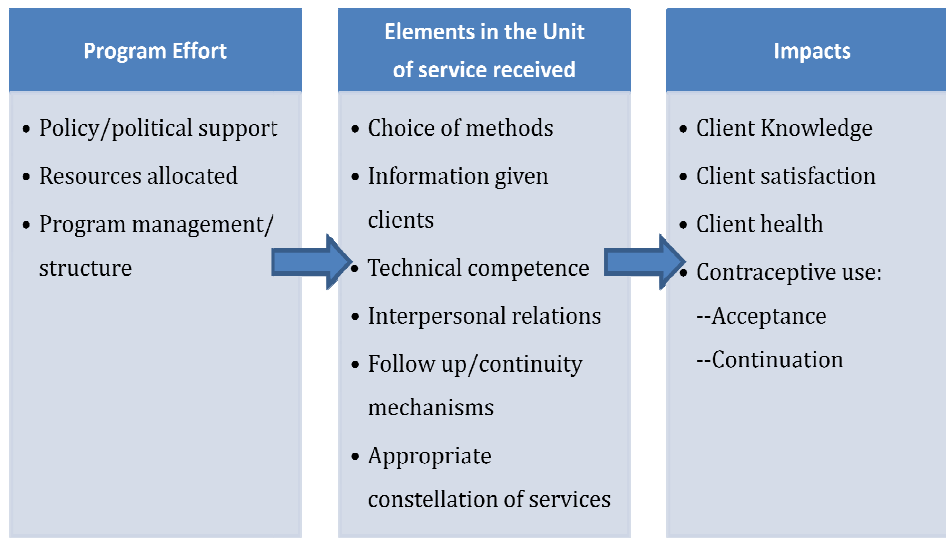 Program Effort
• Policy/political support
• Resources allocated
• Program management/
structure
Elements in the Unit
of service received
• Choice of methods
• Information given
clients
• Technical competence
• Interpersonal relations
• Follow up/continuity
mechanisms
• Appropriate
constellation of services
Impacts
• Client Knowledge
• Client satisfaction
• Client health
• Contraceptive use:
--Acceptance
--Continuation